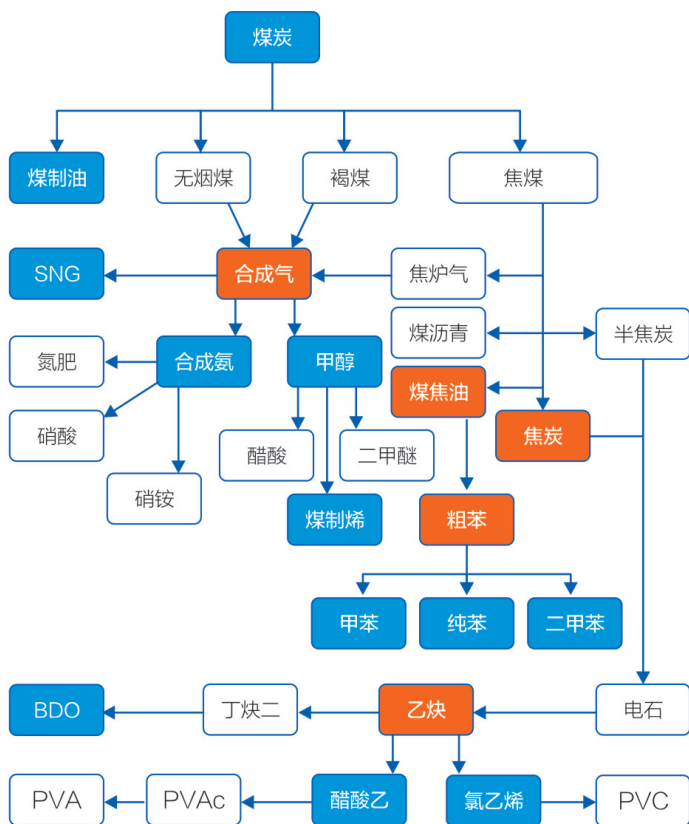 煤炭
煤制油
无烟煤
褐煤
焦煤
SNG
合成气
焦炉气
煤沥青
半焦炭
氮肥
合成氨
甲醇
煤焦油
焦炭
硝酸
醋酸
二甲醚
硝铵
煤制烯
粗苯
甲苯
纯苯
二甲苯
BDO
丁炔二
乙炔
电石
PVA
PVAc
醋酸乙
氯乙烯
PVC